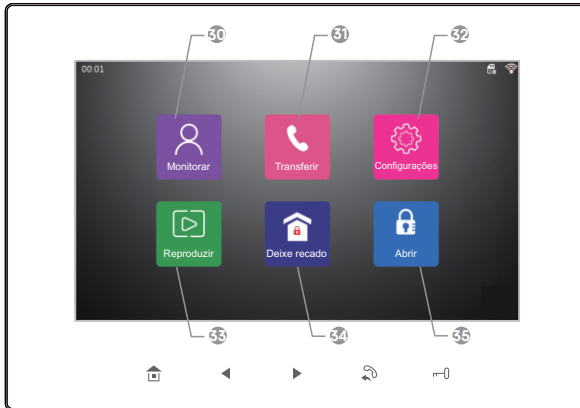 30 31 32
00:01
Monitorar Transferir Configurações
Reproduzir Deixe recado Abrir
33 34 35